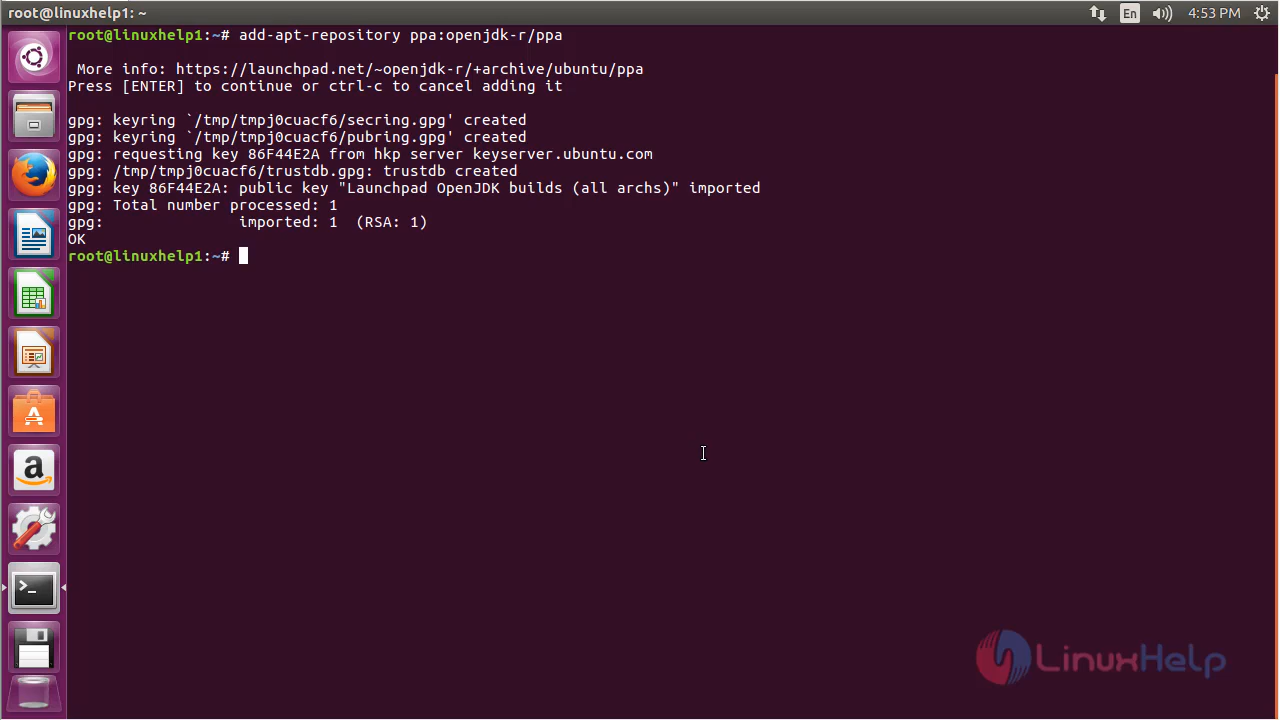 root@linuxhelp1: ~
En
4:53 PM
root@linuxhelp1:~# add-apt-repository ppa:openjdk-r/ppa
More info: https://launchpad.net/~openjdk-r/+archive/ubuntu/ppa
Press [ENTER] to continue or ctrl-c to cancel adding it
gpg: keyring `/tmp/tmpj0cuacf6/secring.gpg' created
gpg: keyring `/tmp/tmpj0cuacf6/pubring.gpg' created
gpg: requesting key 86F44E2A from hkp server keyserver.ubuntu.com
gpg: /tmp/tmpj0cuacf6/trustdb.gpg: trustdb created
gpg: key 86F44E2A: public key "Launchpad OpenJDK builds (all archs)" imported
gpg: Total number processed: 1
gpg:               imported: 1  (RSA: 1)
OK
root@linuxhelp1:~#
LinuxHelp